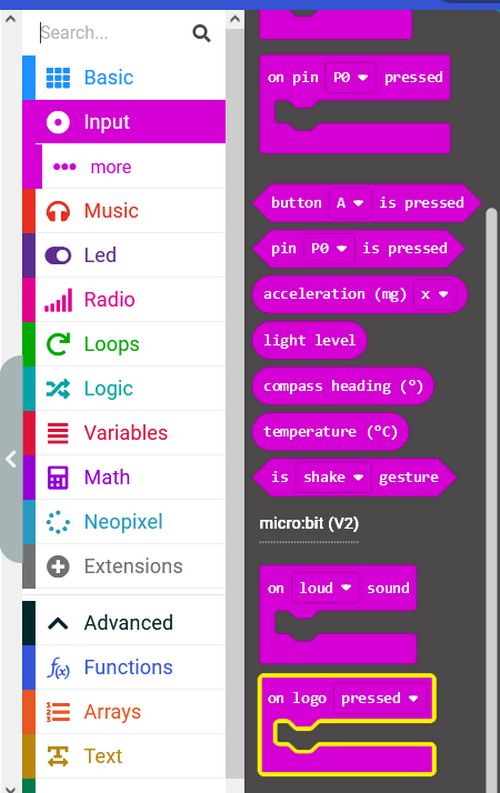 Search...
Basic
Input
more
Music
Led
Radio
Loops
Logic
Variables
Math
Neopixel
Extensions
Advanced
Functions
Arrays
Text
on pin P0 pressed
button A is pressed
pin P0 is pressed
acceleration (mg) x
light level
compass heading (º)
temperature (ºC)
is shake gesture
micro:bit (V2)
on loud sound
on logo pressed